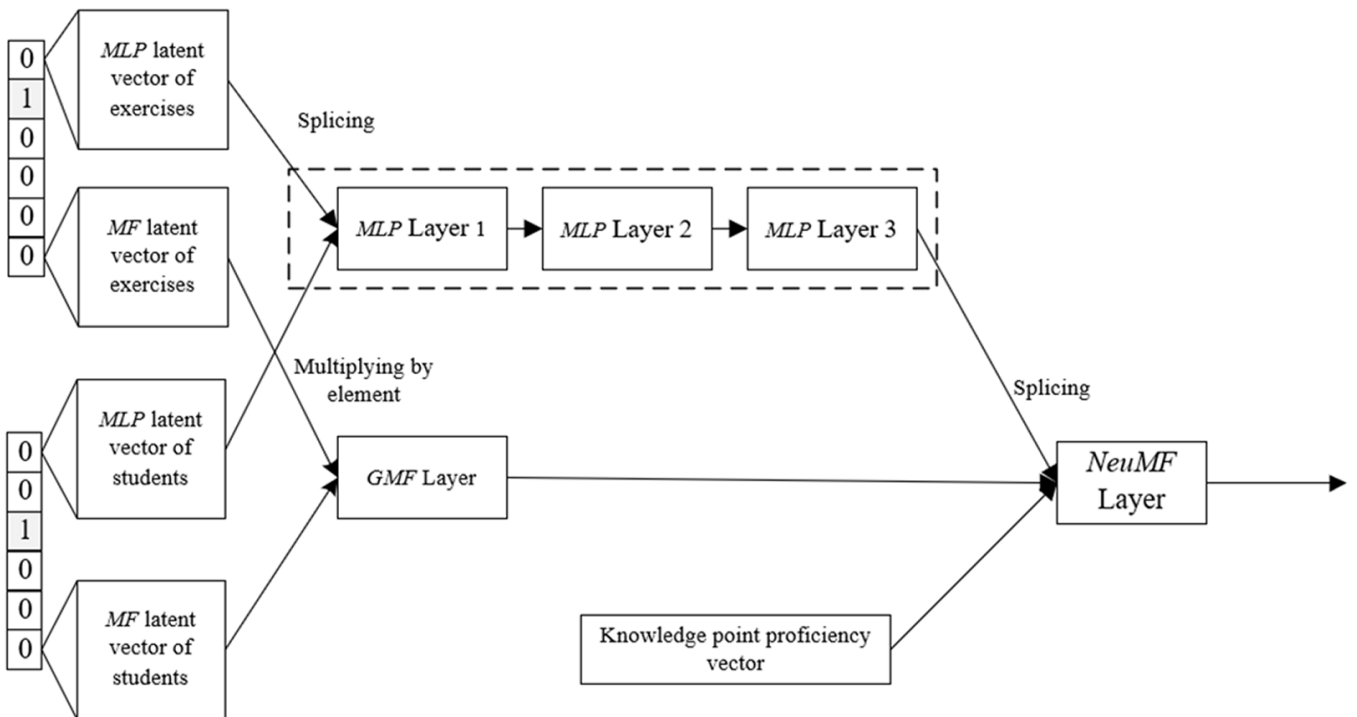 0
1
0
0
0
0
MLP latent
vector of
exercises
MF latent
vector of
exercises
Splicing
MLP Layer 1
MLP Layer 2
MLP Layer 3
Multiplying by
element
0
0
1
0
0
0
MLP latent
vector of
students
MF latent
vector of
students
GMF Layer
Splicing
NeuMF
Layer
Knowledge point proficiency
vector